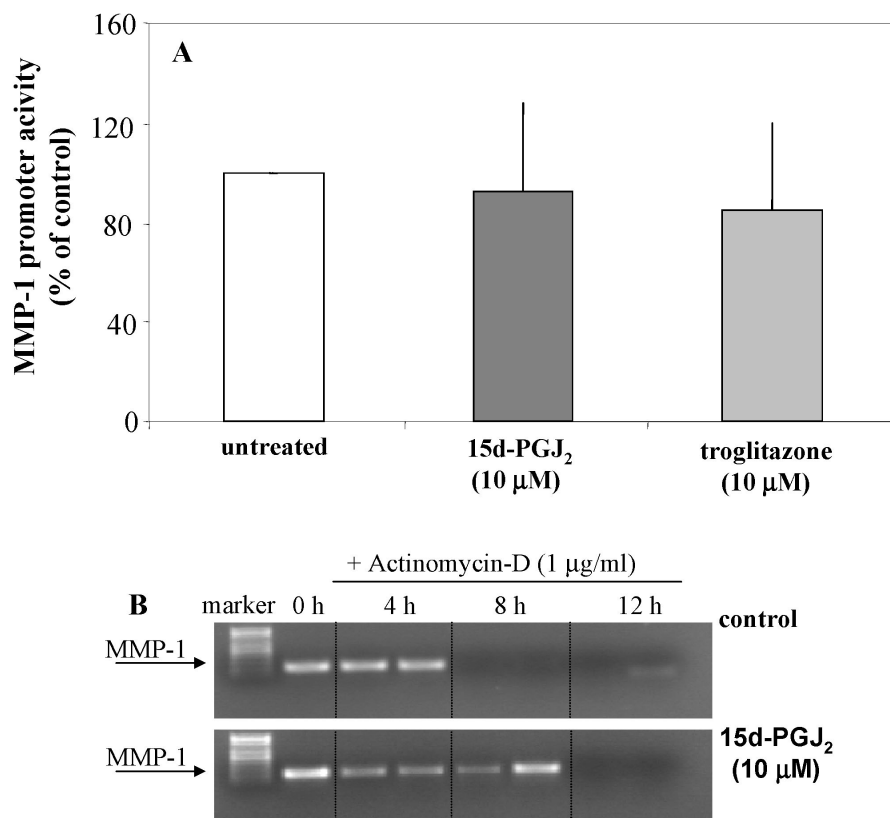 160
A
120
80
40
0
MMP-1 promoter acivity
(% of control)
untreated
15d-PGJ₂
(10 μM)
troglitazone
(10 μM)
+ Actinomycin-D (1 μg/ml)
B
marker 0 h 4 h 8 h 12 h
control
MMP-1
MMP-1
15d-PGJ₂
(10 μM)